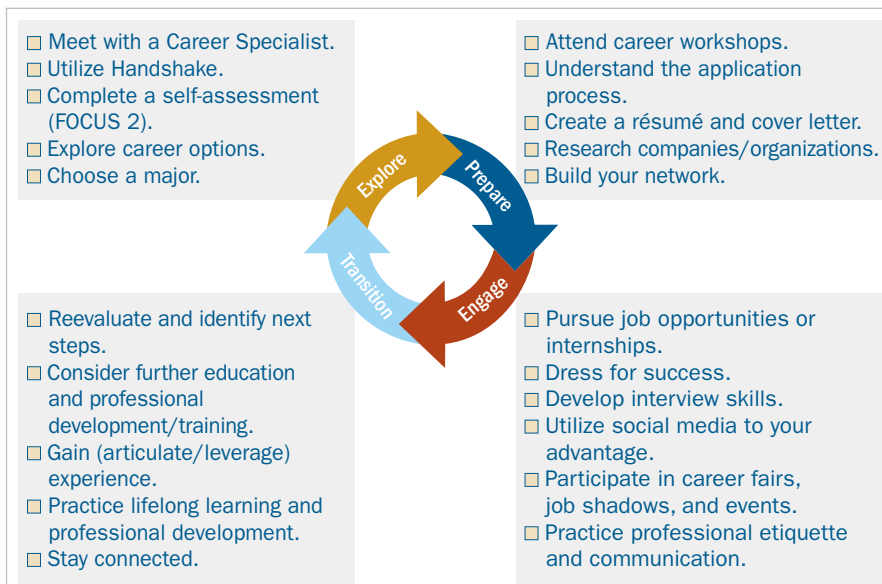 ☐ Meet with a Career Specialist.
☐ Utilize Handshake.
☐ Complete a self-assessment
(FOCUS 2).
☐ Explore career options.
☐ Choose a major.
☐ Attend career workshops.
☐ Understand the application
process.
☐ Create a résumé and cover letter.
☐ Research companies/organizations.
☐ Build your network.
Explore
Prepare
Transition
Engage
☐ Reevaluate and identify next
steps.
☐ Consider further education
and professional
development/training.
☐ Gain (articulate/leverage)
experience.
☐ Practice lifelong learning and
professional development.
☐ Stay connected.
☐ Pursue job opportunities or
internships.
☐ Dress for success.
☐ Develop interview skills.
☐ Utilize social media to your
advantage.
☐ Participate in career fairs,
job shadows, and events.
☐ Practice professional etiquette
and communication.